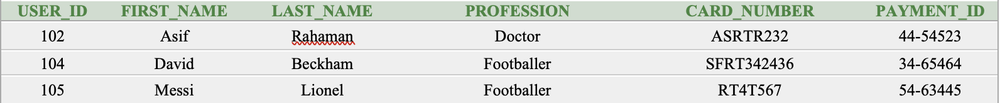 USER_ID FIRST_NAME LAST_NAME PROFESSION CARD_NUMBER PAYMENT_ID
102 Asif Rahaman Doctor ASRTR232 44-54523
104 David Beckham Footballer SFRT342436 34-65464
105 Messi Lionel Footballer RT4T567 54-63445